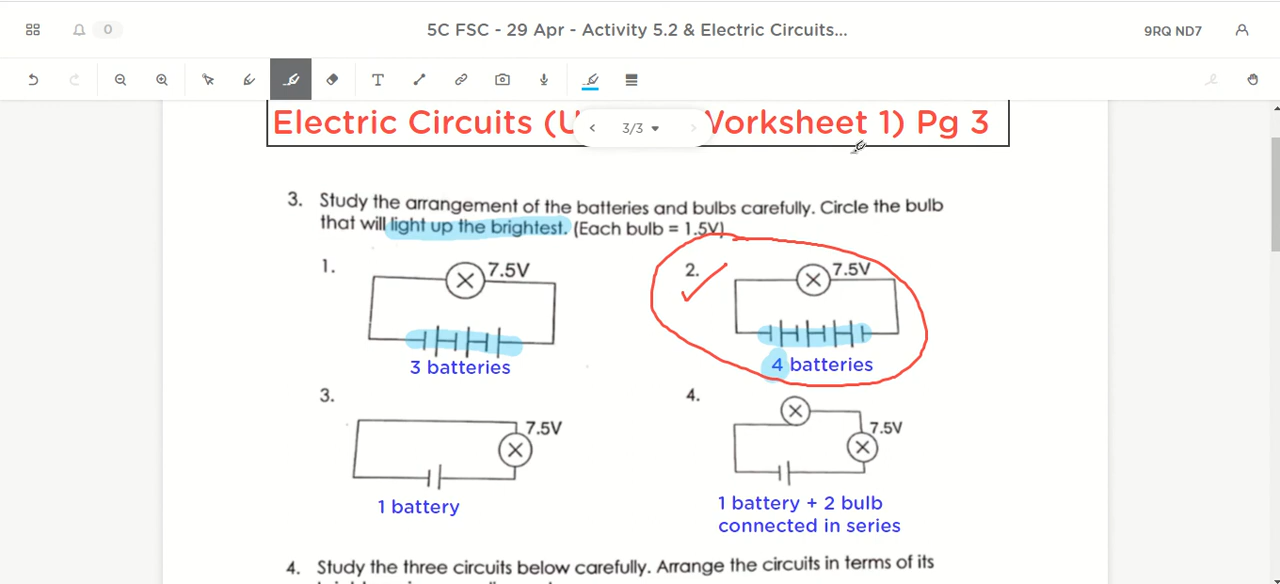 5C FSC - 29 Apr - Activity 5.2 & Electric Circuits...
9RQ ND7
0
T
Electric Circuits (U
Worksheet 1) Pg 3
3/3
3. Study the arrangement of the batteries and bulbs carefully. Circle the bulb
that will light up the brightest. (Each bulb = 1.5V)
1. 7.5V
3 batteries
2. 7.5V
4 batteries
3. 7.5V
1 battery
4. 7.5V
1 battery + 2 bulb
connected in series
4. Study the three circuits below carefully. Arrange the circuits in terms of its